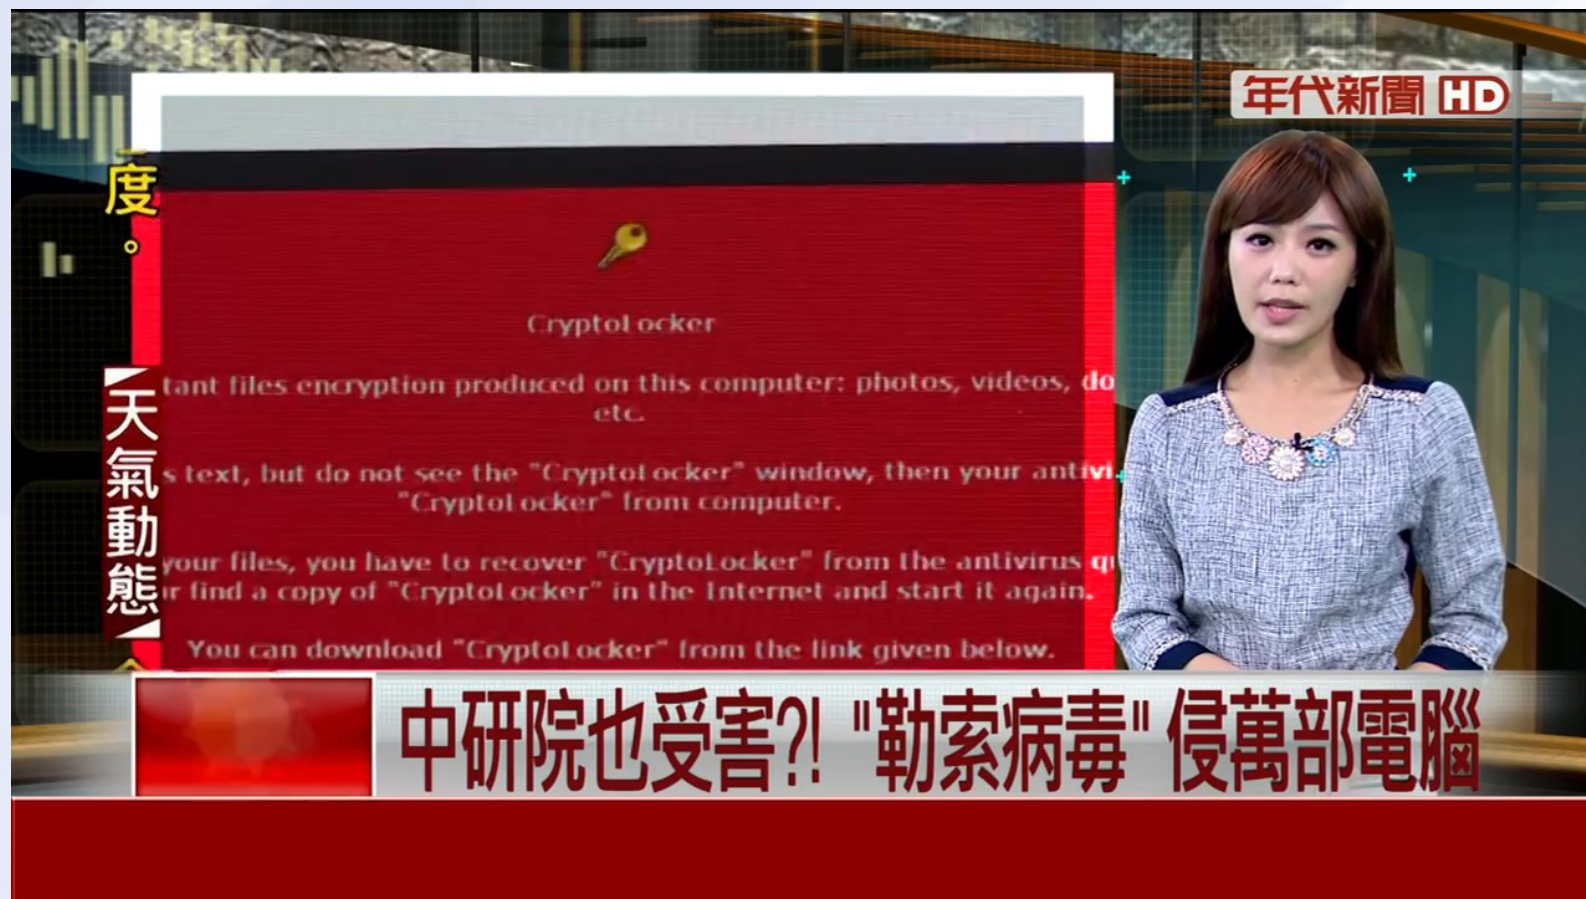 年代新聞 HD
度。
天氣動態
CryptoLocker
tant files encryption produced on this computer: photos, videos, do
etc.
s text, but do not see the "CryptoLocker" window, then your antivi
"CryptoLocker" from computer.
your files, you have to recover "CryptoLocker" from the antivirus q
r find a copy of "CryptoLocker" in the Internet and start it again.
You can download "CryptoLocker" from the link given below.
中研院也受害?! "勒索病毒" 侵萬部電腦